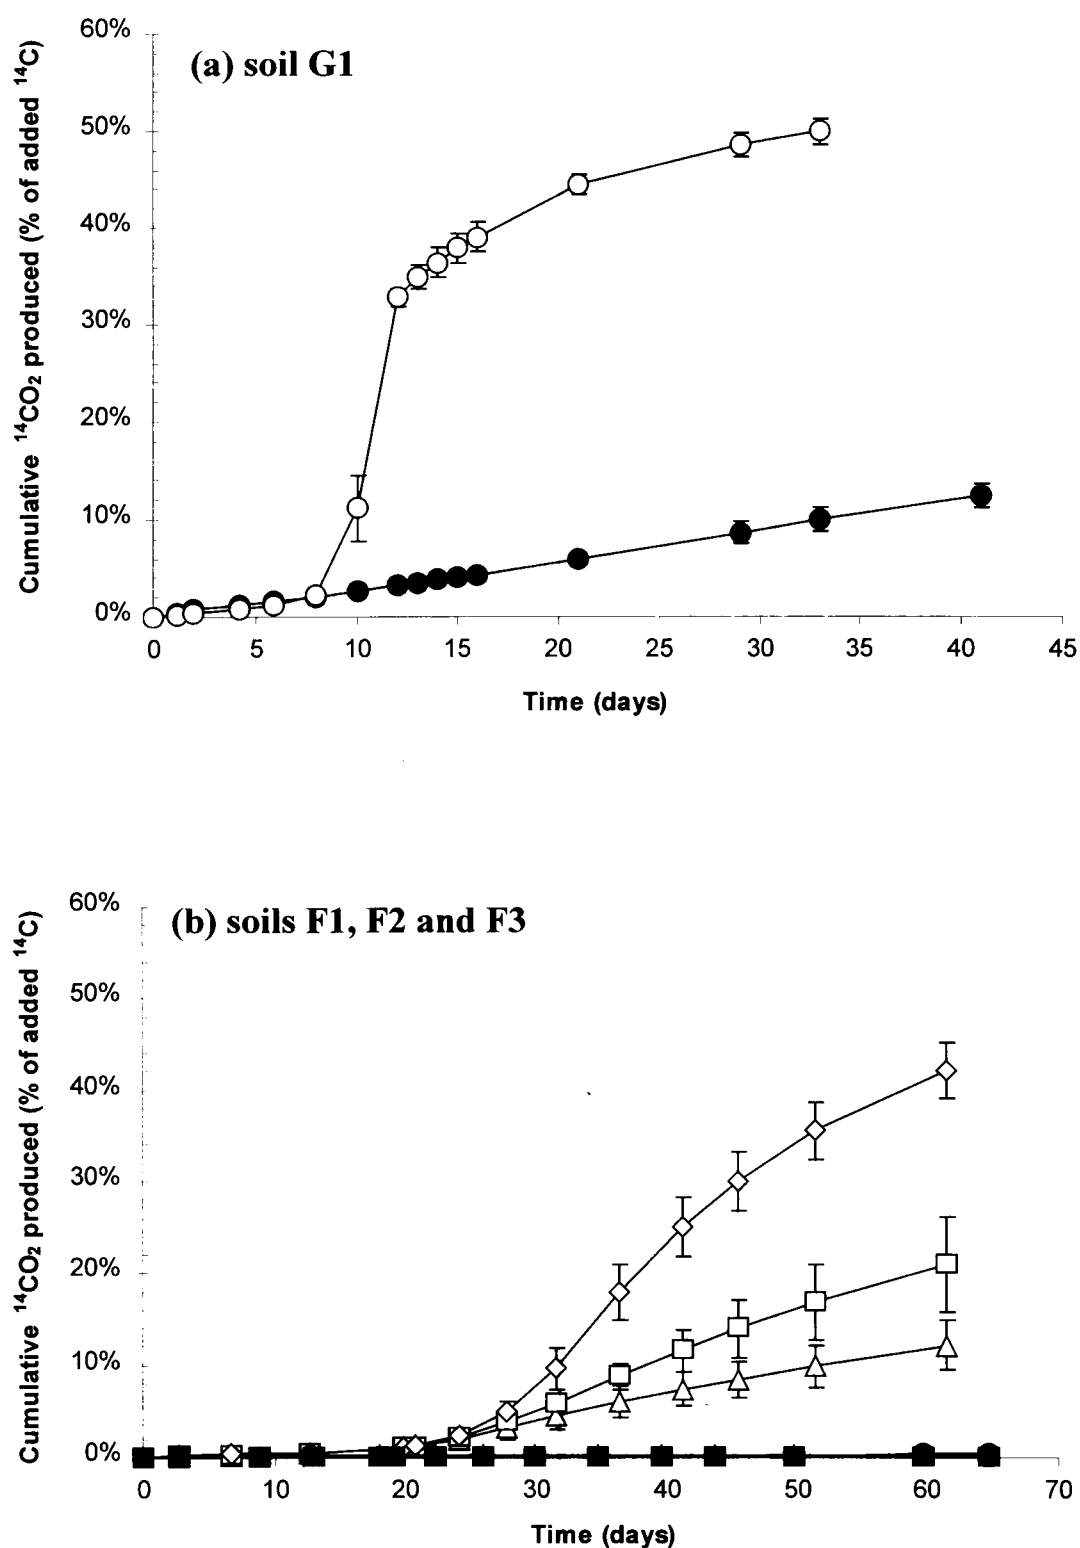 60%
(a) soil G1
50%
40%
30%
20%
10%
0%
Cumulative ¹⁴CO₂ produced (% of added ¹⁴C)
0 5 10 15 20 25 30 35 40 45
Time (days)
60%
(b) soils F1, F2 and F3
50%
40%
30%
20%
10%
0%
Cumulative ¹⁴CO₂ produced (% of added ¹⁴C)
0 10 20 30 40 50 60 70
Time (days)